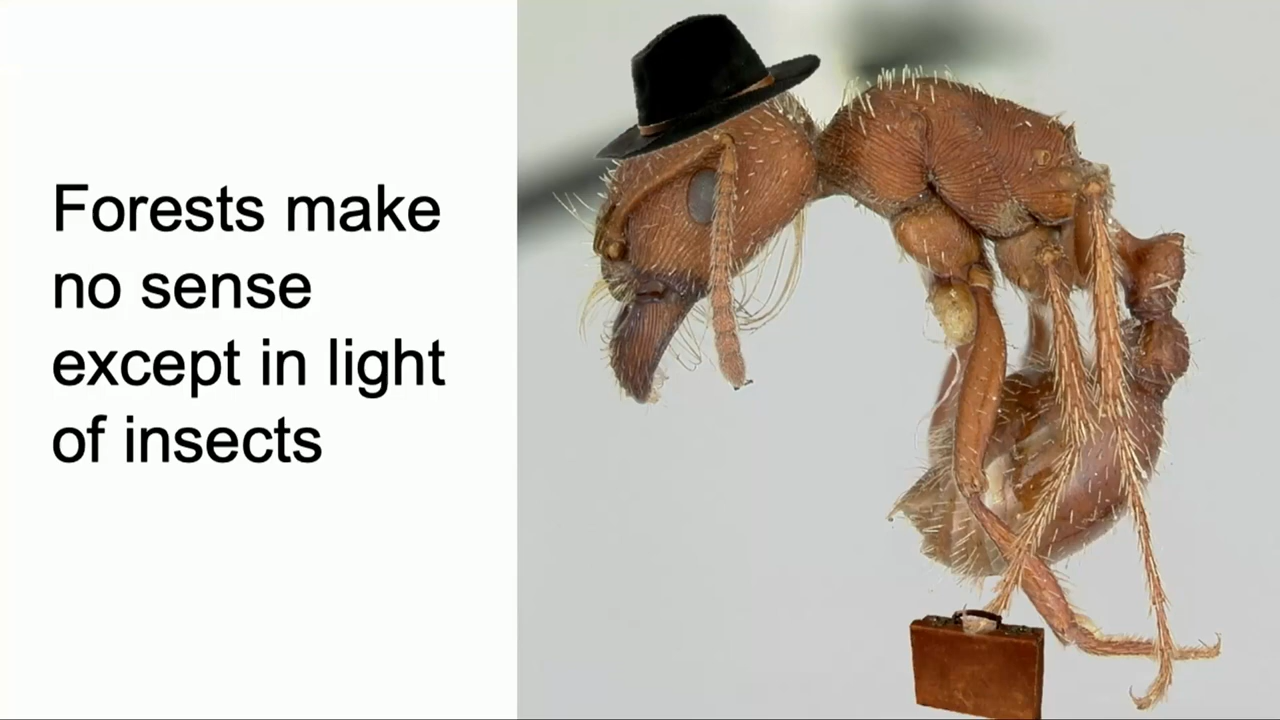 Forests make
no sense
except in light
of insects